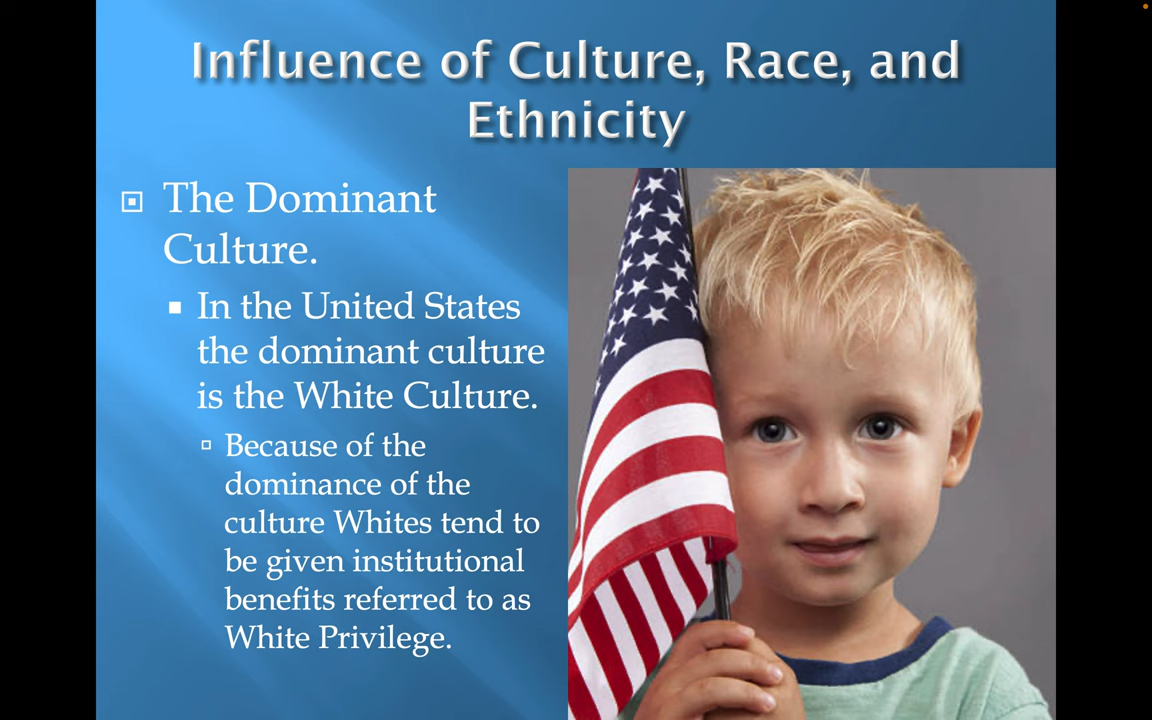 Influence of Culture, Race, and
Ethnicity
The Dominant
Culture.
In the United States
the dominant culture
is the White Culture.
Because of the
dominance of the
culture Whites tend to
be given institutional
benefits referred to as
White Privilege.